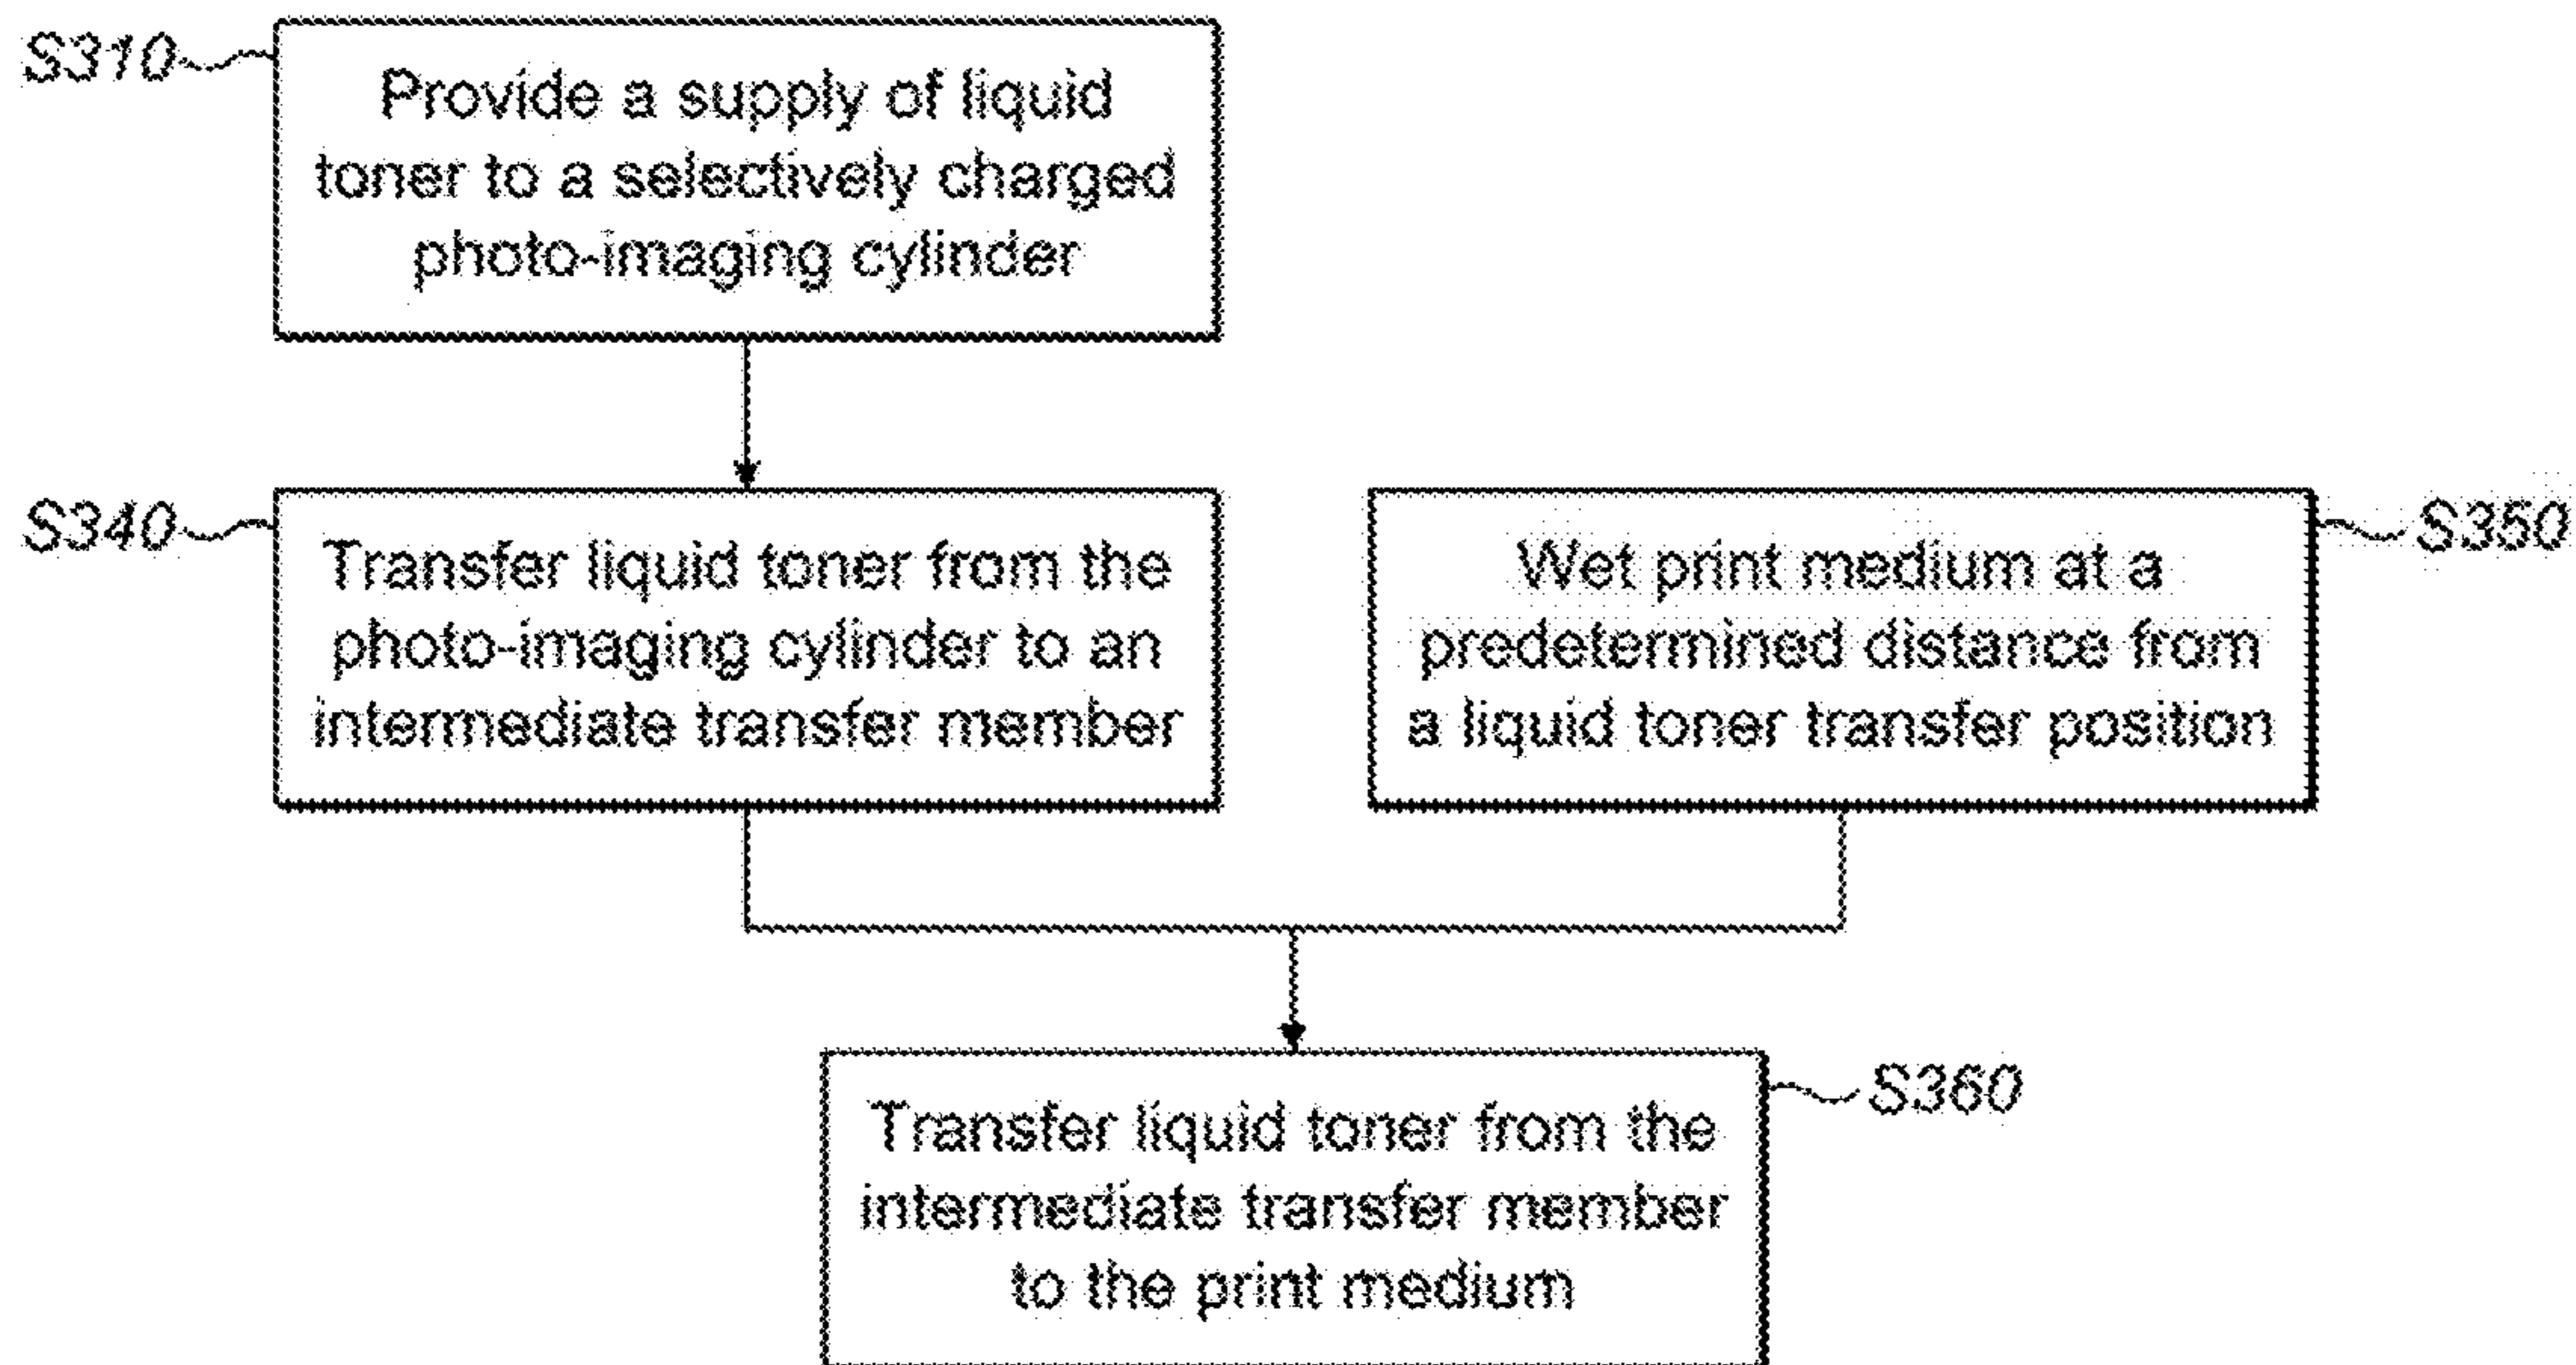 S310
Provide a supply of liquid
toner to a selectively charged
photo-imaging cylinder
S340
Transfer liquid toner from the
photo-imaging cylinder to an
intermediate transfer member
Wet print medium at a
predetermined distance from
a liquid toner transfer position
S350
Transfer liquid toner from the
intermediate transfer member
to the print medium
S360